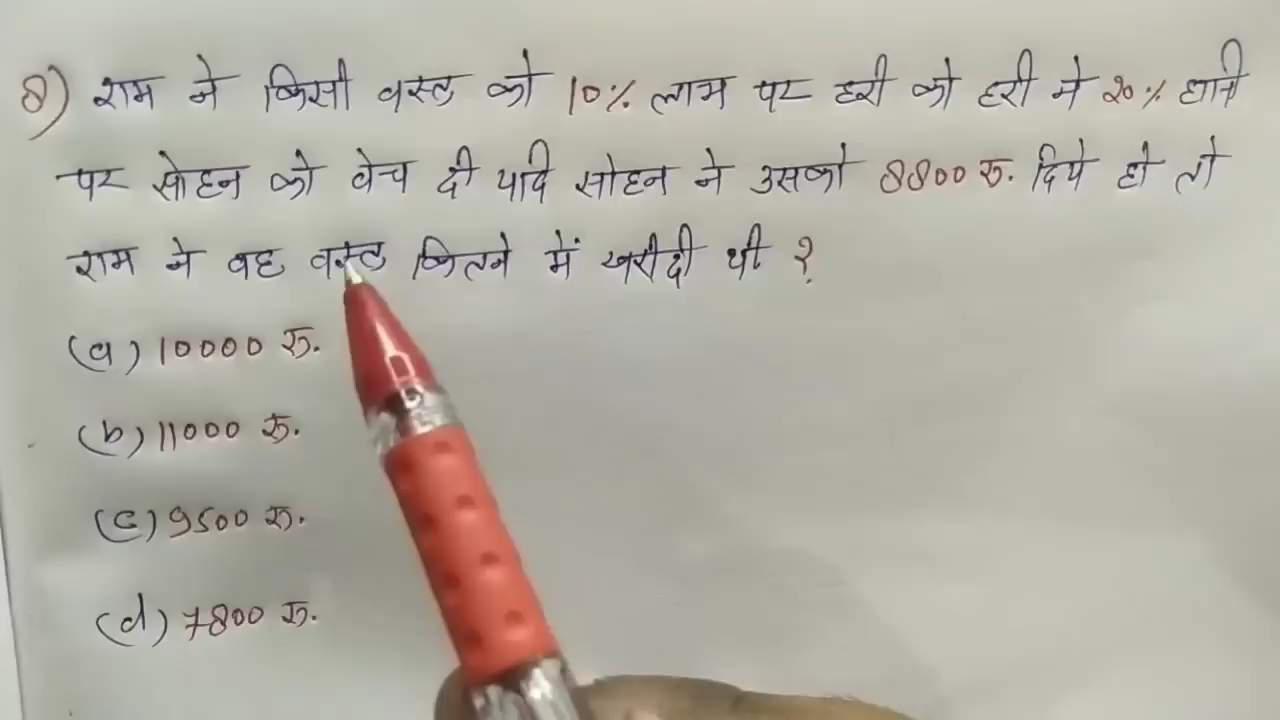 8) राम ने किसी वस्तु को 10% लाभ पर हरी को हरी ने 20% हानि
पर सोहन को बेच दी यदि सोहन ने उसको 8800 रु. दिये हो तो
राम ने वह वस्तु कितने में खरीदी थी ?
(a) 10000 रु.
(b) 11000 रु.
(c) 9500 रु.
(d) 7800 रु.